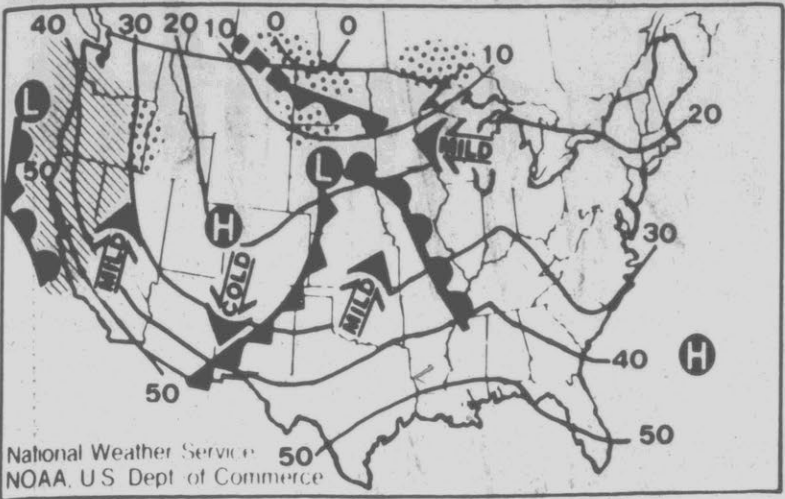 40 30 20 10 0 0
10
L
MILD
20
50
L
H
MILD
COLD
MILD
30
40
H
50
50
50
National Weather Service
NOAA, U S Dept of Commerce